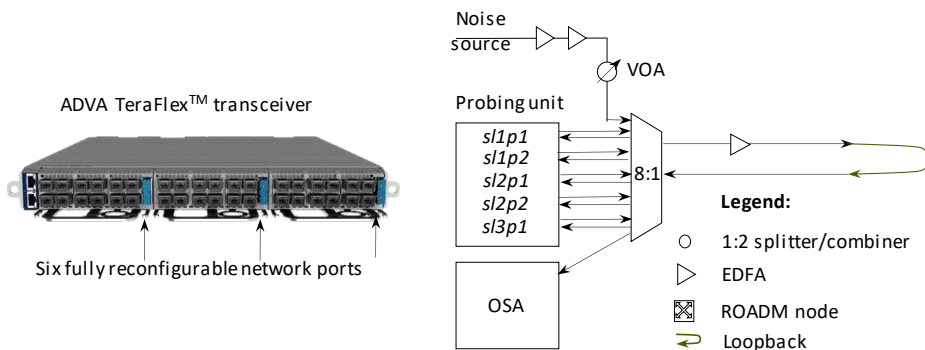 ADVA TeraFlexTM transceiver
Six fully reconfigurable network ports
Noise
source
VOA
Probing unit
sl1p1
sl1p2
sl2p1
sl2p2
sl3p1
8:1
OSA
Legend:
1:2 splitter/combiner
EDFA
ROADM node
Loopback